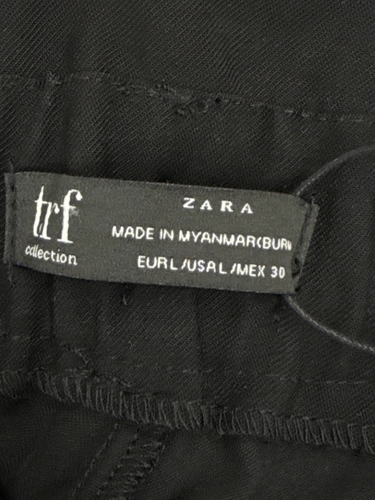 trf
collection
ZARA
MADE IN MYANMAR(BURM
EUR L/USA L/MEX 30